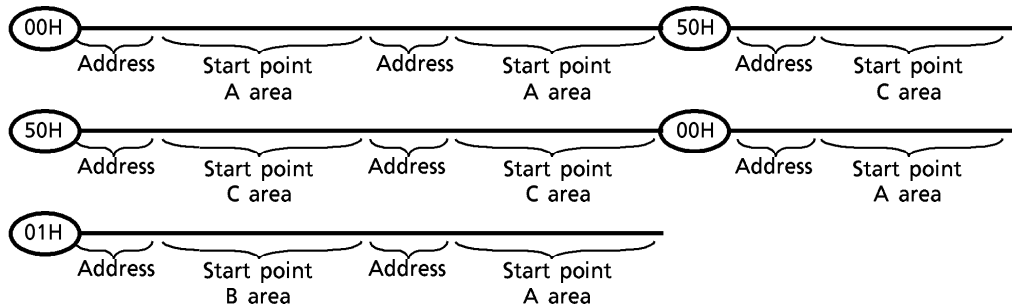 00H 50H
Address Start point Address Start point Address Start point
A area A area C area
50H 00H
Address Start point Address Start point Address Start point
C area C area A area
01H
Address Start point Address Start point
B area A area